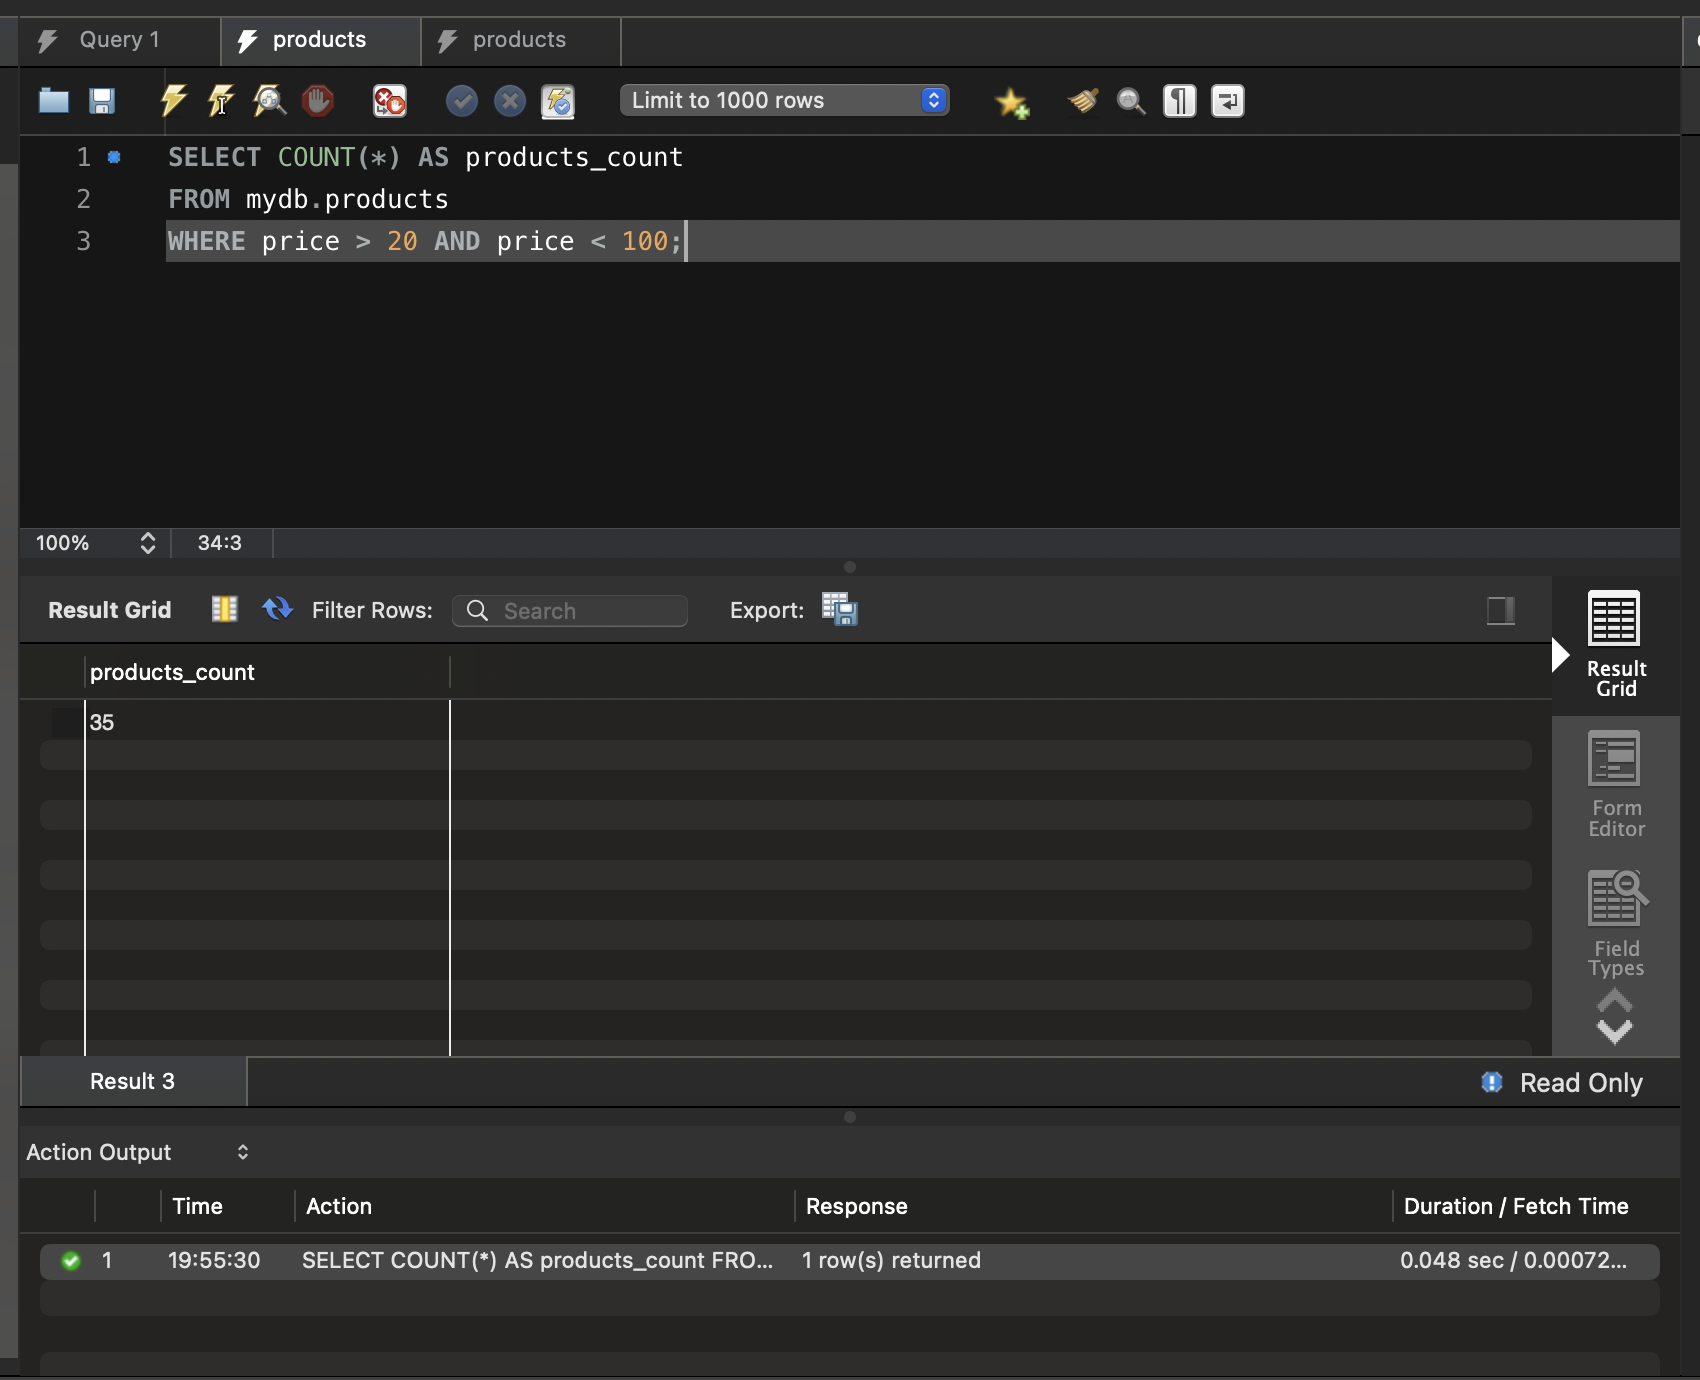 Query 1
products
products
Limit to 1000 rows
1 SELECT COUNT(*) AS products_count
2 FROM mydb.products
3 WHERE price > 20 AND price < 100;
100%
34:3
Result Grid
Filter Rows:
Search
Export:
products_count
35
Result
Grid
Form
Editor
Field
Types
Result 3
Read Only
Action Output
Time Action Response Duration / Fetch Time
1 19:55:30 SELECT COUNT(*) AS products_count FRO... 1 row(s) returned 0.048 sec / 0.00072...